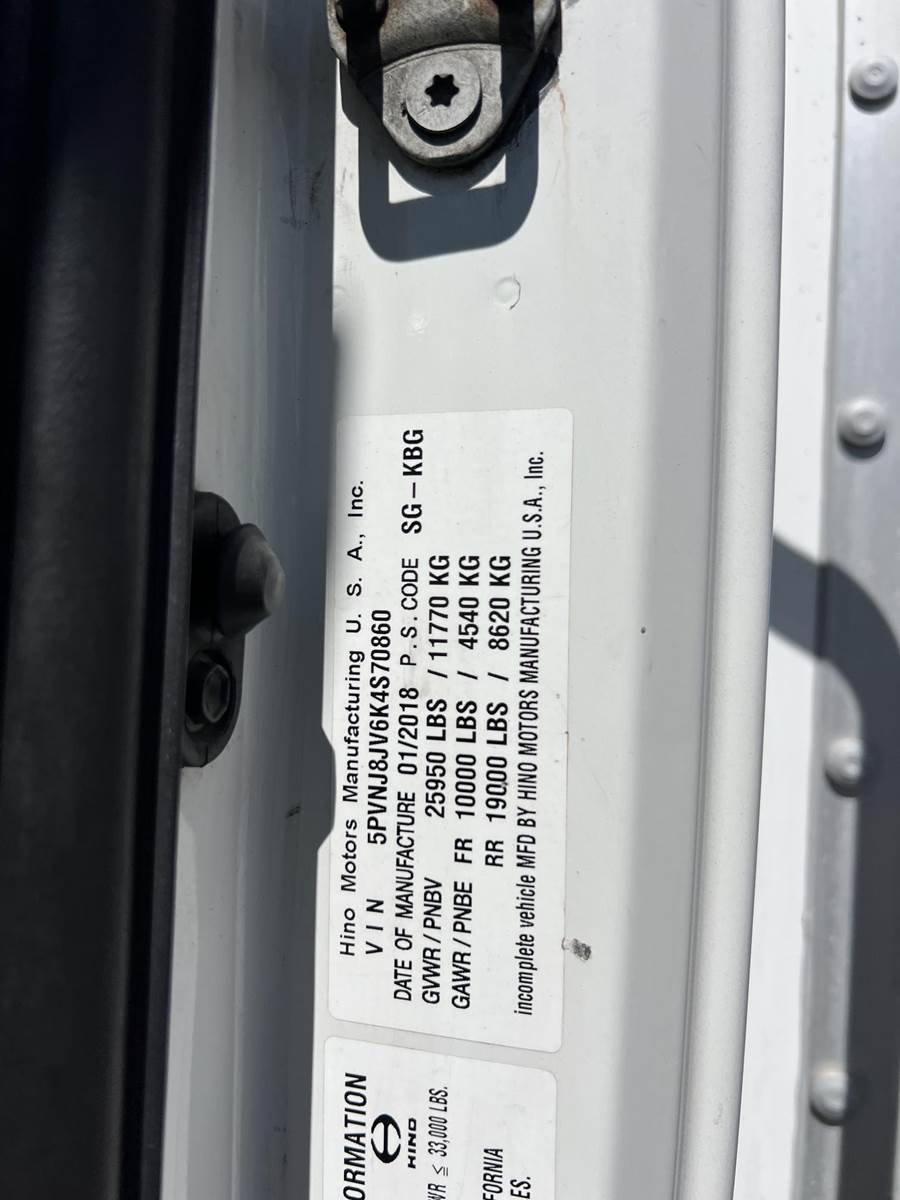 Hino Motors Manufacturing U. S. A., Inc.
VIN 5PVNJ8JV6K4S70860
DATE OF MANUFACTURE 01/2018 P.S.CODE SG-KBG
GVWR/PNBV 25950 LBS / 11770 KG
GAWR/PNBE FR 10000 LBS / 4540 KG
RR 19000 LBS / 8620 KG
incomplete vehicle MFD BY HINO MOTORS MANUFACTURING U.S.A., Inc.
ORMATION
HINO
≤ 33,000 LBS.
FORNIA
ES.